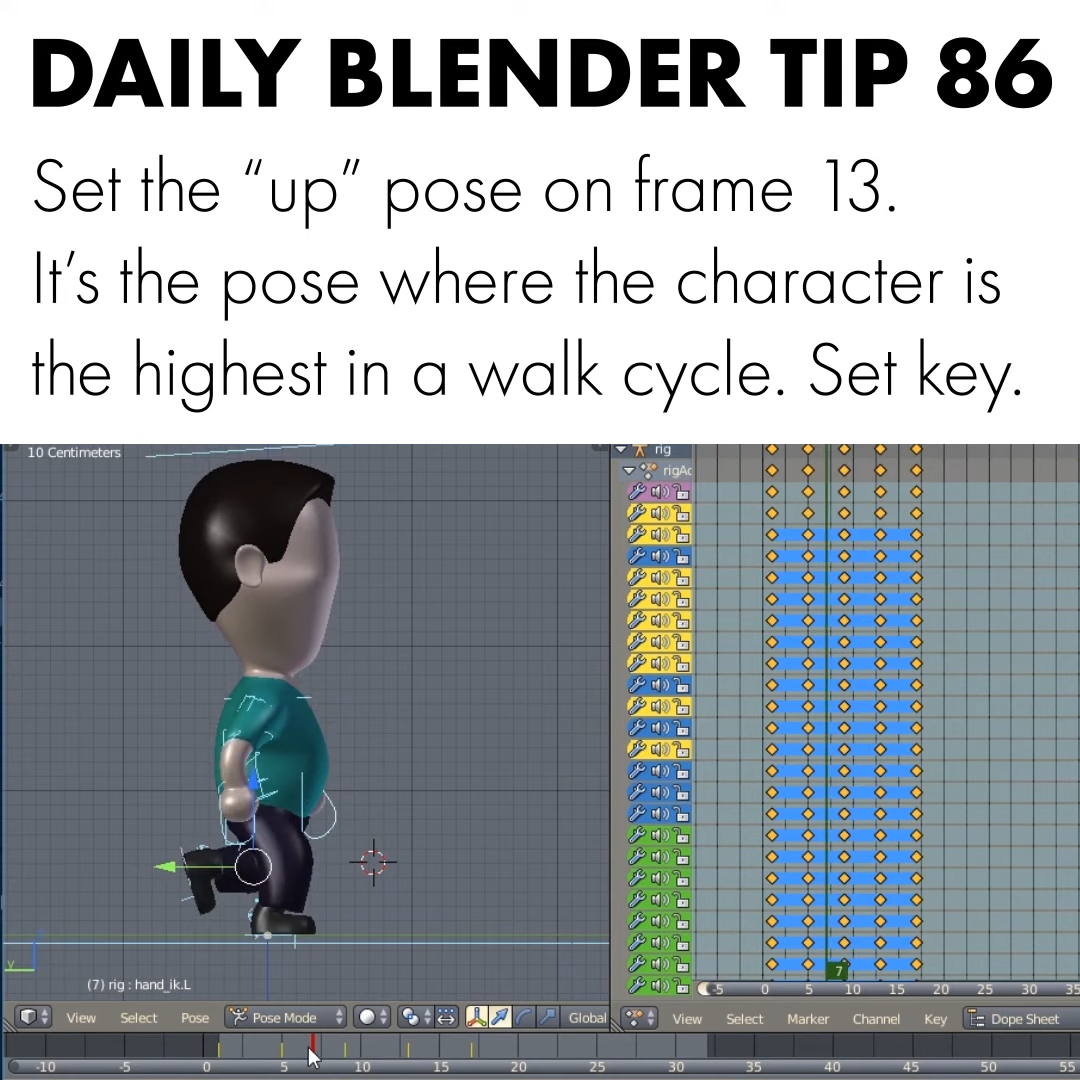 DAILY BLENDER TIP 86
Set the “up” pose on frame 13.
It’s the pose where the character is
the highest in a walk cycle. Set key.
10 Centimeters
rig
rigAc
7
-5 0 5 10 15 20 25 30 35
y
(7) rig : hand_ik.L
View Select Pose Pose Mode Global
View Select Marker Channel Key Dope Sheet
-10 -5 0 5 10 15 20 25 30 35 40 45 50 55